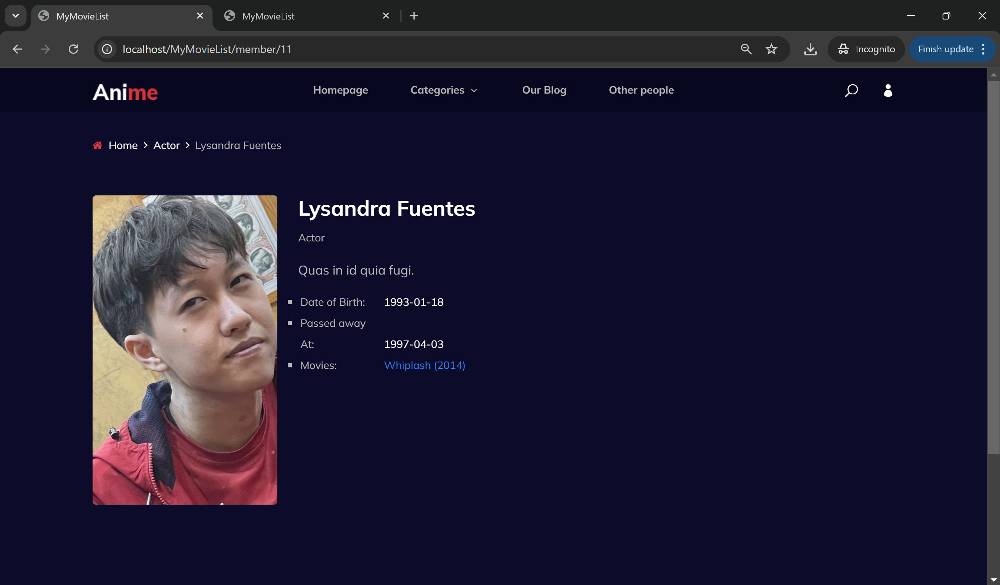 MyMovieList MyMovieList
localhost/MyMovieList/member/11 Incognito Finish update
Anime Homepage Categories Our Blog Other people
Home Actor Lysandra Fuentes
Lysandra Fuentes
Actor
Quas in id quia fugi.
Date of Birth: 1993-01-18
Passed away
At: 1997-04-03
Movies: Whiplash (2014)